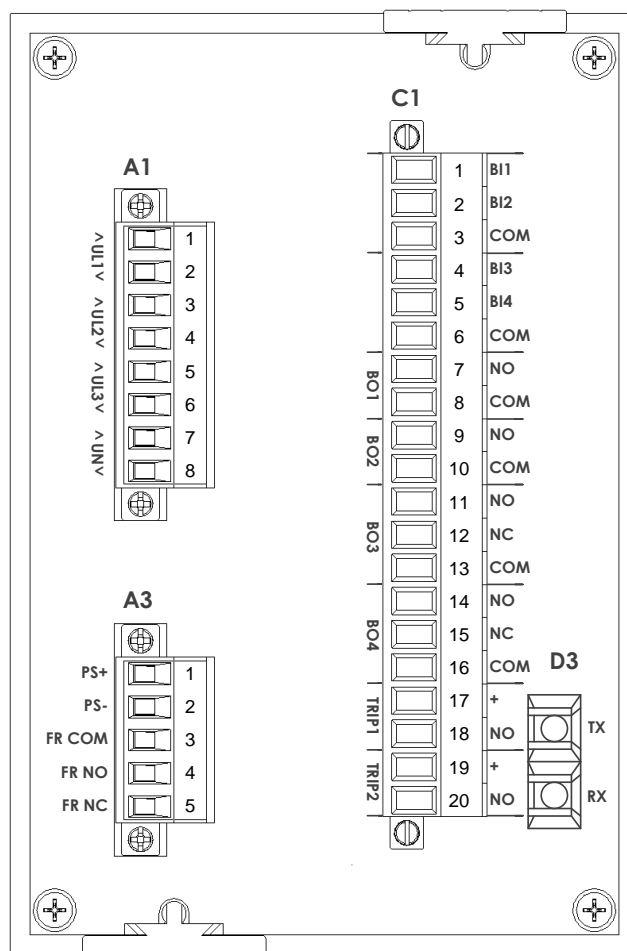 C1
A1
1 BI1
2 BI2
3 COM
4 BI3
5 BI4
6 COM
BO1
7 NO
8 COM
BO2
9 NO
10 COM
BO3
11 NO
12 NC
13 COM
BO4
14 NO
15 NC
16 COM
TRIP1
17 +
18 NO
TRIP2
19 +
20 NO
<UL1>
1
2
<UL2>
3
4
<UL3>
5
6
<UN>
7
8
A3
PS+ 1
PS- 2
FR COM 3
FR NO 4
FR NC 5
D3
TX
RX